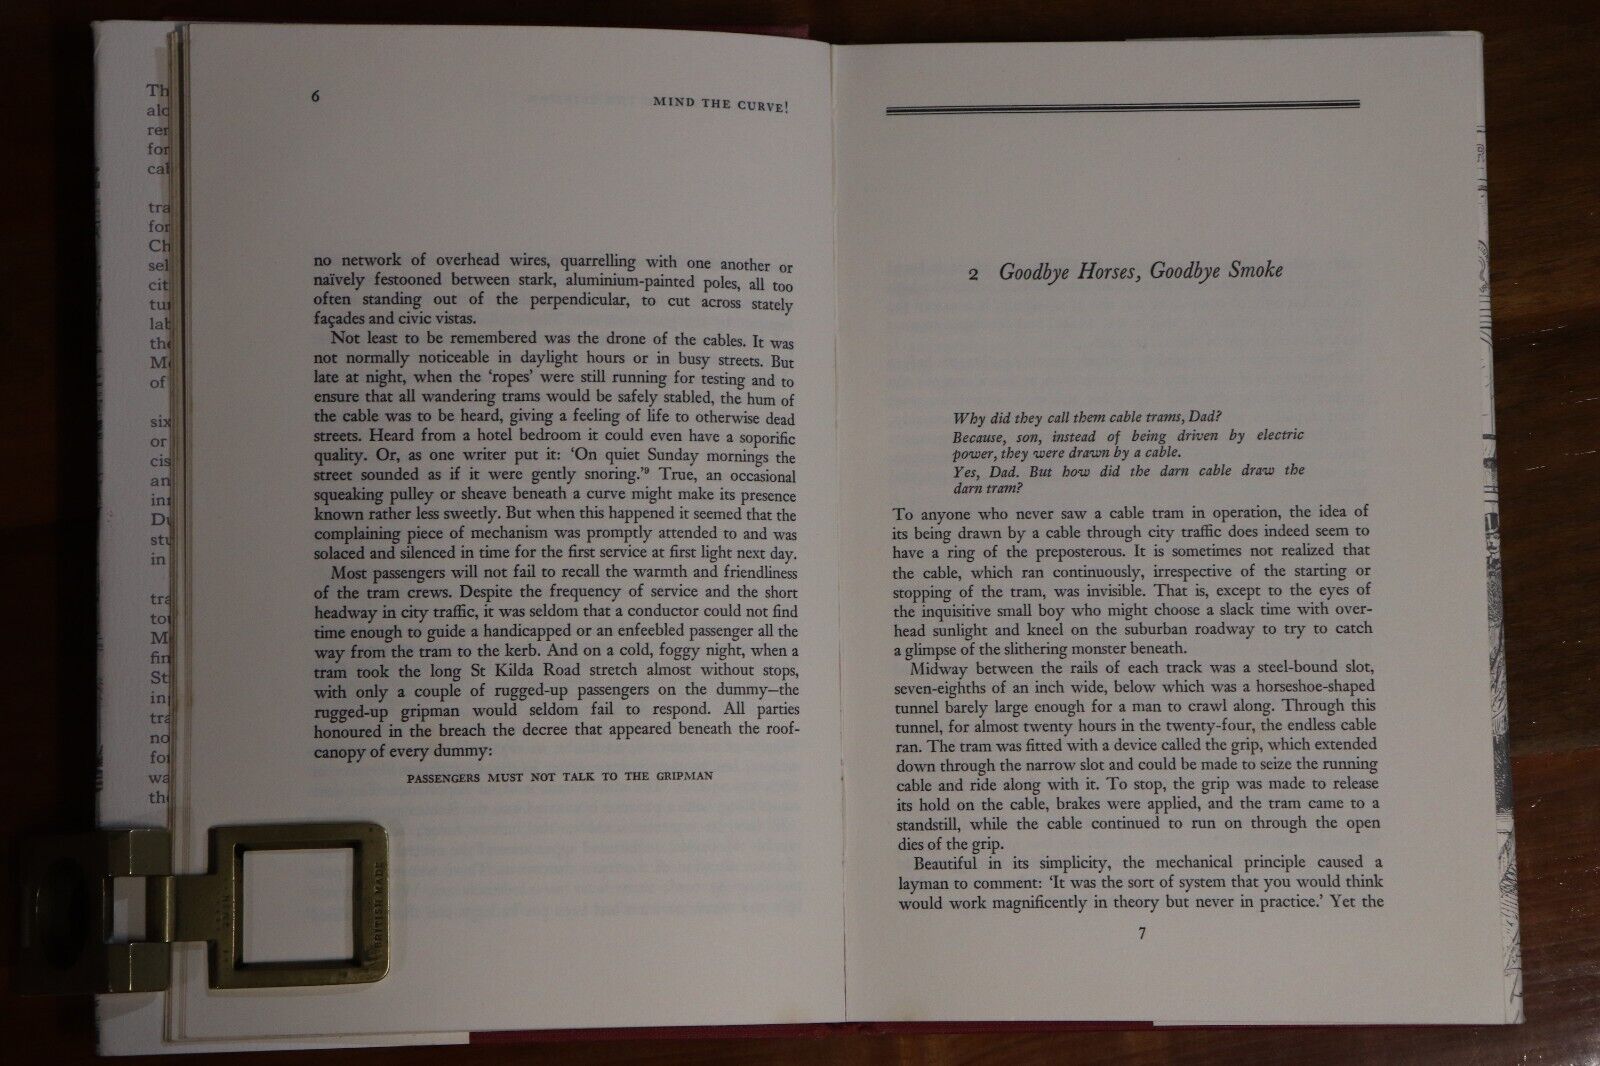 6
MIND THE CURVE!
no network of overhead wires, quarrelling with one another or
naïvely festooned between stark, aluminium-painted poles, all too
often standing out of the perpendicular, to cut across stately
façades and civic vistas.
Not least to be remembered was the drone of the cables. It was
not normally noticeable in daylight hours or in busy streets. But
late at night, when the ‘ropes’ were still running for testing and to
ensure that all wandering trams would be safely stabled, the hum of
the cable was to be heard, giving a feeling of life to otherwise dead
streets. Heard from a hotel bedroom it could even have a soporific
quality. Or, as one writer put it: ‘On quiet Sunday mornings the
street sounded as if it were gently snoring.’⁹ True, an occasional
squeaking pulley or sheave beneath a curve might make its presence
known rather less sweetly. But when this happened it seemed that the
complaining piece of mechanism was promptly attended to and was
solaced and silenced in time for the first service at first light next day.
Most passengers will not fail to recall the warmth and friendliness
of the tram crews. Despite the frequency of service and the short
headway in city traffic, it was seldom that a conductor could not find
time enough to guide a handicapped or an enfeebled passenger all the
way from the tram to the kerb. And on a cold, foggy night, when a
tram took the long St Kilda Road stretch almost without stops,
with only a couple of rugged-up passengers on the dummy—the
rugged-up gripman would seldom fail to respond. All parties
honoured in the breach the decree that appeared beneath the roof-
canopy of every dummy:
PASSENGERS MUST NOT TALK TO THE GRIPMAN
BRITISH MADE
2 Goodbye Horses, Goodbye Smoke
Why did they call them cable trams, Dad?
Because, son, instead of being driven by electric
power, they were drawn by a cable.
Yes, Dad. But how did the darn cable draw the
darn tram?
To anyone who never saw a cable tram in operation, the idea of
its being drawn by a cable through city traffic does indeed seem to
have a ring of the preposterous. It is sometimes not realized that
the cable, which ran continuously, irrespective of the starting or
stopping of the tram, was invisible. That is, except to the eyes of
the inquisitive small boy who might choose a slack time with over-
head sunlight and kneel on the suburban roadway to try to catch
a glimpse of the slithering monster beneath.
Midway between the rails of each track was a steel-bound slot,
seven-eighths of an inch wide, below which was a horseshoe-shaped
tunnel barely large enough for a man to crawl along. Through this
tunnel, for almost twenty hours in the twenty-four, the endless cable
ran. The tram was fitted with a device called the grip, which extended
down through the narrow slot and could be made to seize the running
cable and ride along with it. To stop, the grip was made to release
its hold on the cable, brakes were applied, and the tram came to a
standstill, while the cable continued to run on through the open
dies of the grip.
Beautiful in its simplicity, the mechanical principle caused a
layman to comment: ‘It was the sort of system that you would think
would work magnificently in theory but never in practice.’ Yet the
7